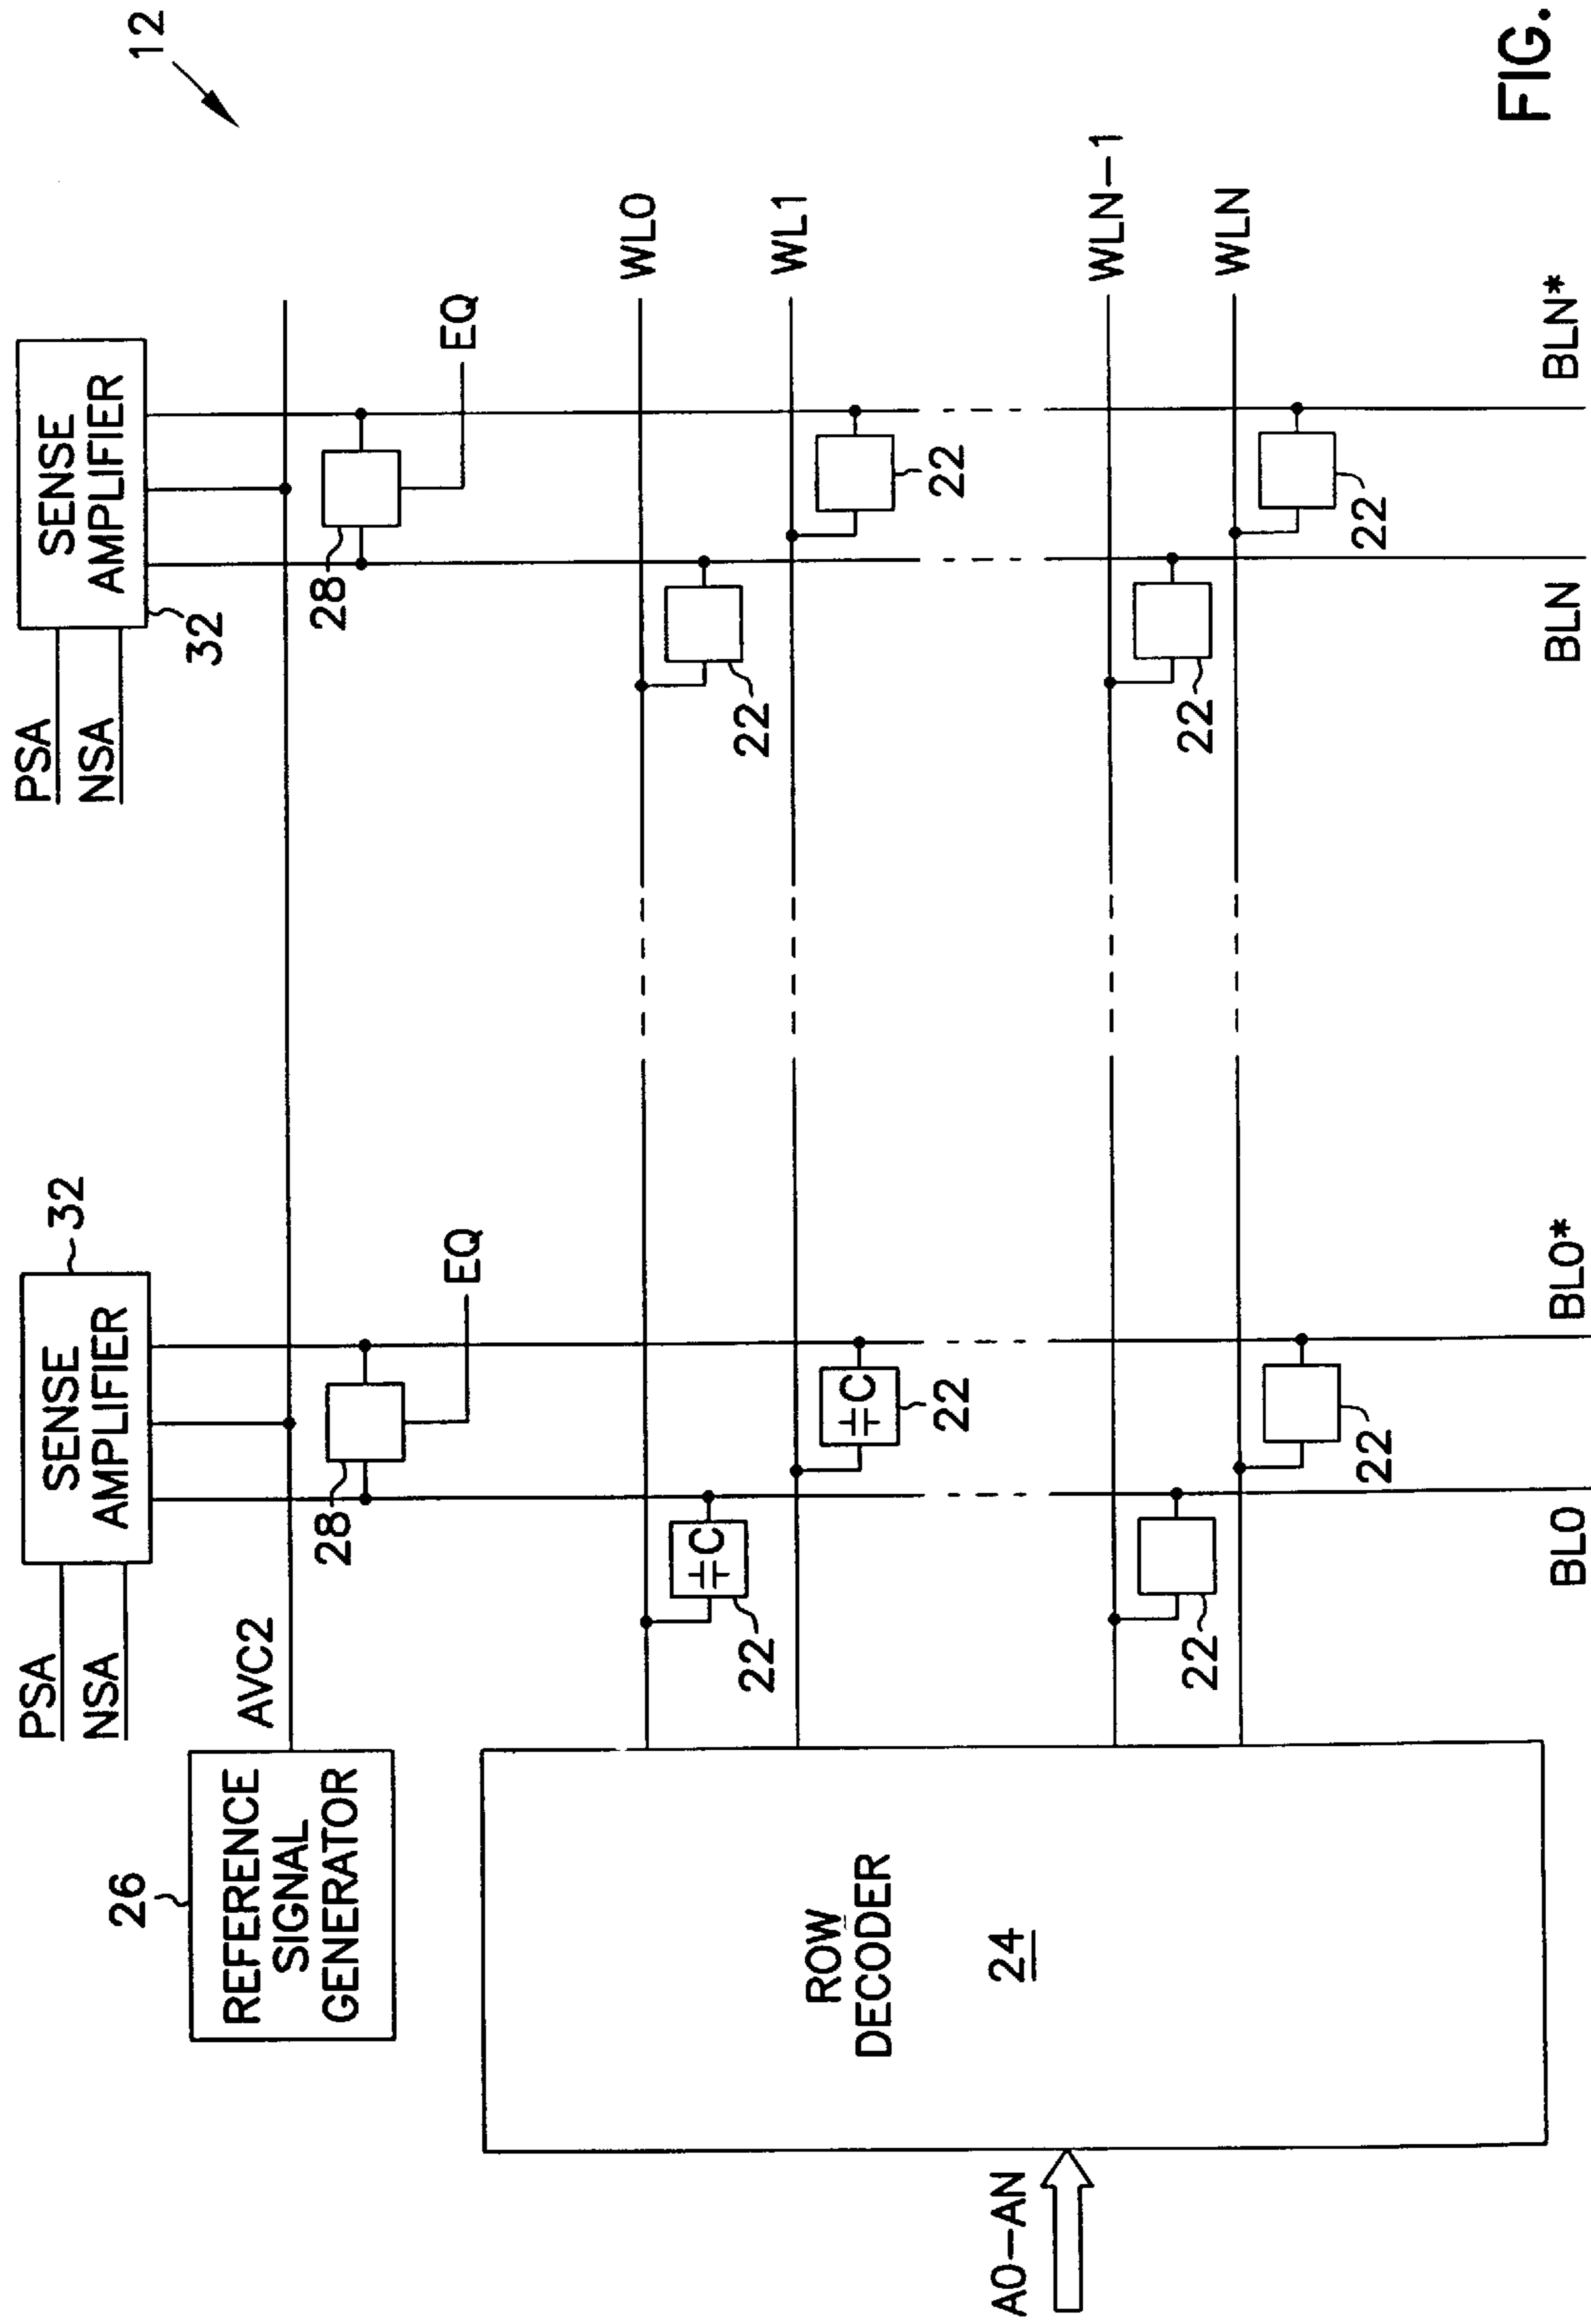 12
PSA
NSA
SENSE
AMPLIFIER
32
PSA
NSA
SENSE
AMPLIFIER
32
26
REFERENCE
SIGNAL
GENERATOR
AVC2
28
EQ
28
EQ
ROW
DECODER
24
A0-AN
WL0
WL1
WLN-1
WLN
C
22
22
C
22
22
22
22
22
22
BL0
BL0*
BLN
BLN*
FIG.